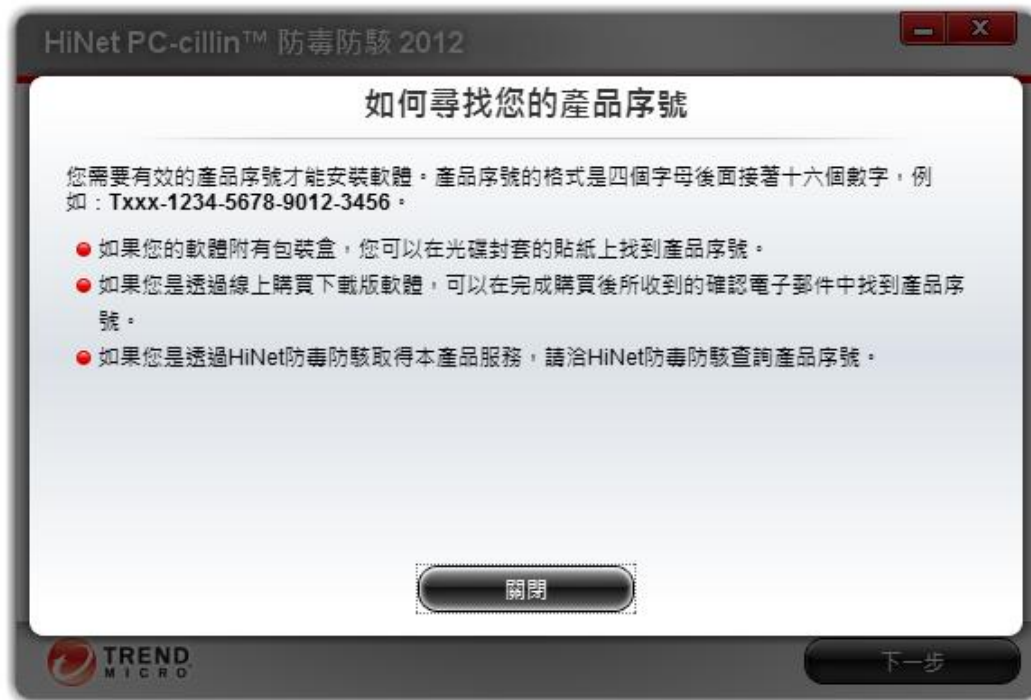 HiNet PC-cillin™ 防毒防駭 2012
如何尋找您的產品序號
您需要有效的產品序號才能安裝軟體。產品序號的格式是四個字母後面接著十六個數字，例
如：Txxx-1234-5678-9012-3456。
如果您的軟體附有包裝盒，您可以在光碟封套的貼紙上找到產品序號。
如果您是透過線上購買下載版軟體，可以在完成購買後所收到的確認電子郵件中找到產品序
號。
如果您是透過HiNet防毒防駭取得本產品服務，請洽HiNet防毒防駭查詢產品序號。
關閉
TREND
MICRO
下一步